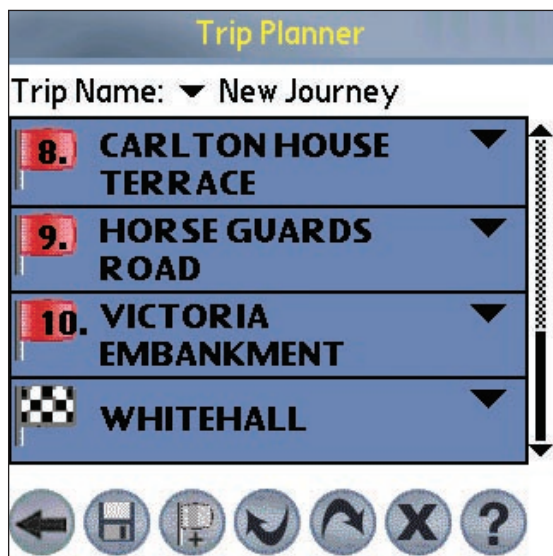 Trip Planner
Trip Name: New Journey
8. CARLTON HOUSE
TERRACE
9. HORSE GUARDS
ROAD
10. VICTORIA
EMBANKMENT
WHITEHALL
?